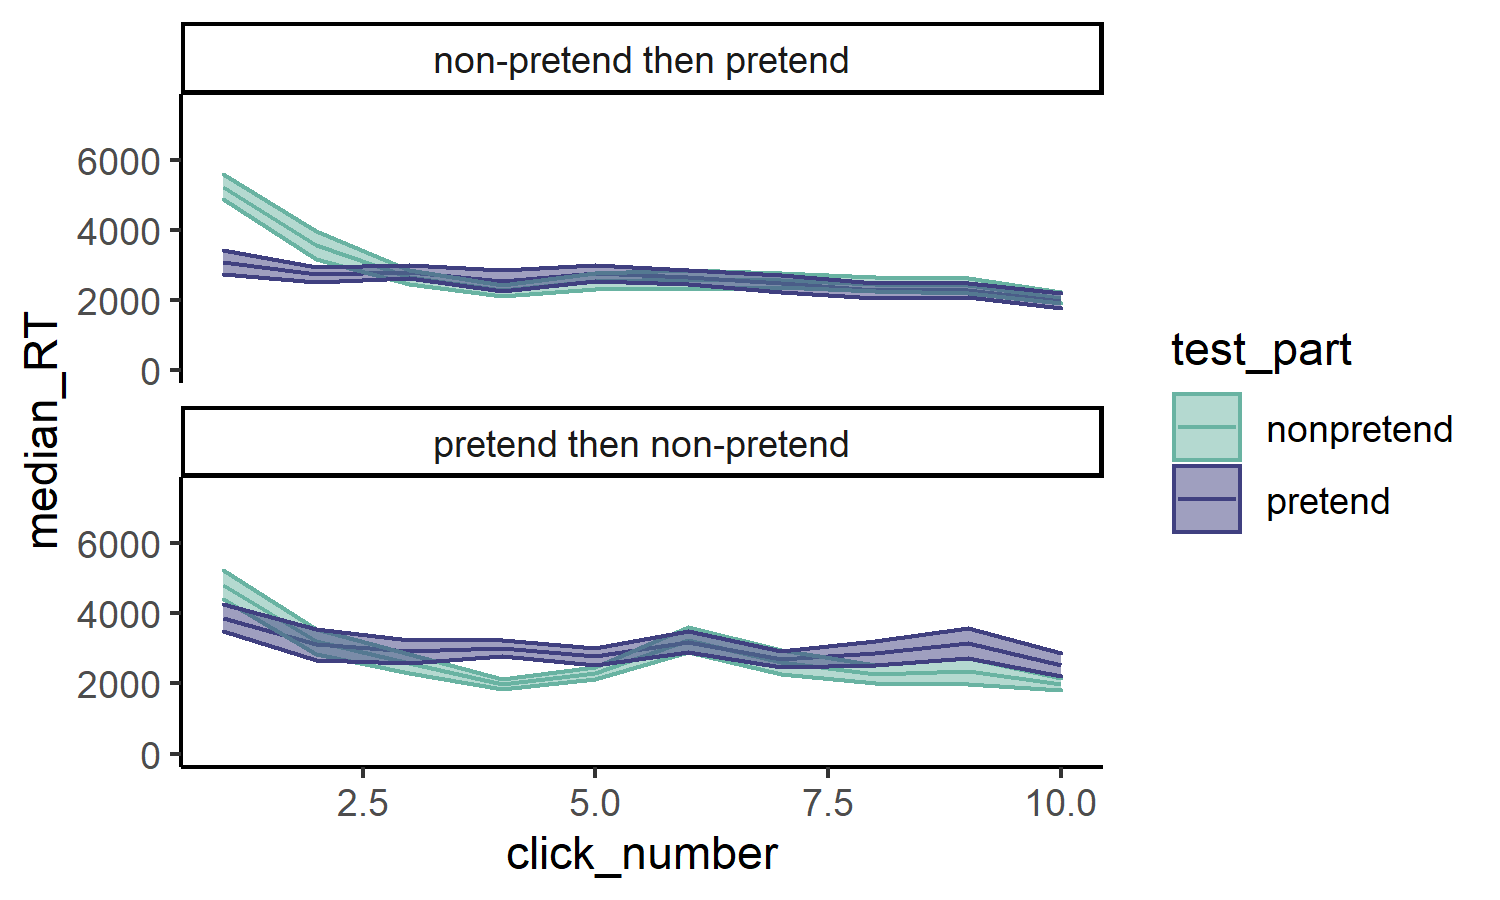 non-pretend then pretend
6000
4000
2000
0
pretend then non-pretend
6000
4000
2000
0
2.5 5.0 7.5 10.0
click_number
median_RT
test_part
nonpretend
pretend